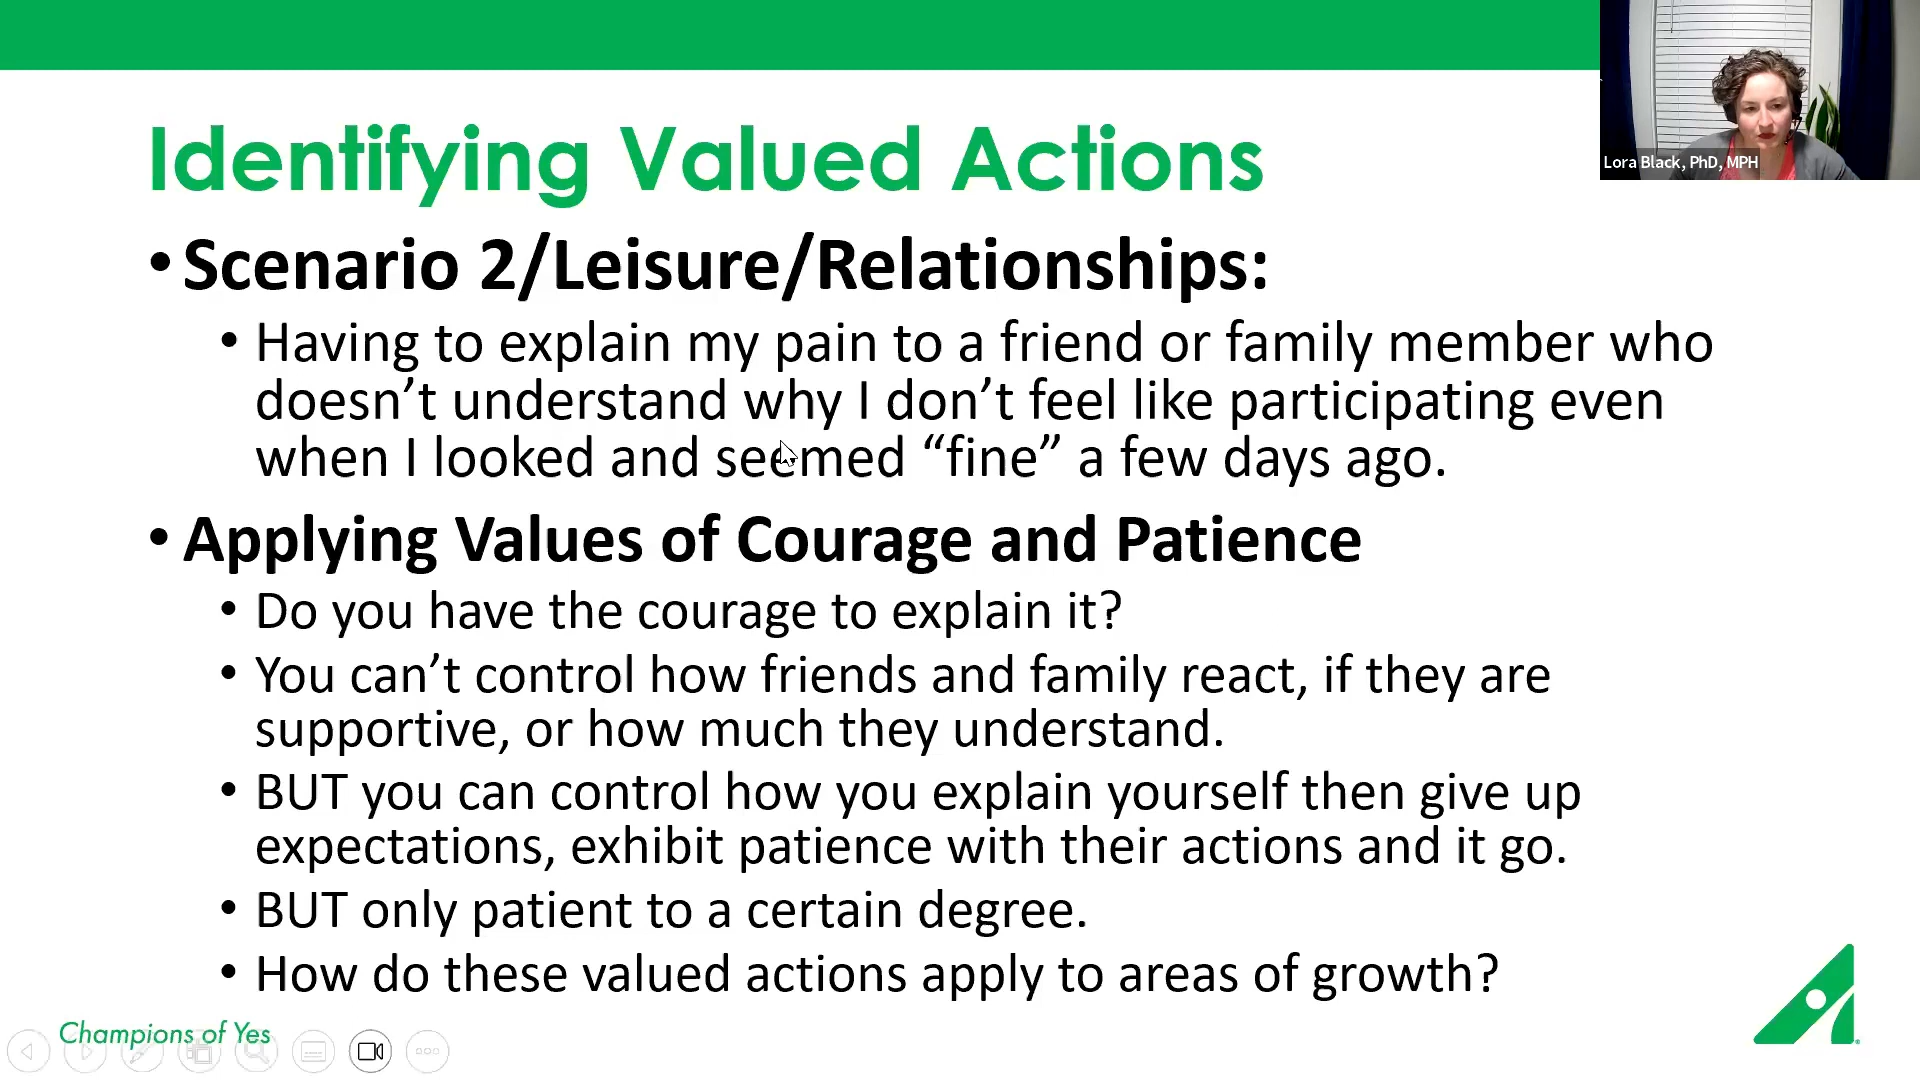 Identifying Valued Actions
Lora Black, PhD, MPH
• Scenario 2/Leisure/Relationships:
• Having to explain my pain to a friend or family member who
doesn’t understand why I don’t feel like participating even
when I looked and seemed “fine” a few days ago.
• Applying Values of Courage and Patience
• Do you have the courage to explain it?
• You can’t control how friends and family react, if they are
supportive, or how much they understand.
• BUT you can control how you explain yourself then give up
expectations, exhibit patience with their actions and it go.
• BUT only patient to a certain degree.
• How do these valued actions apply to areas of growth?
Champions of Yes